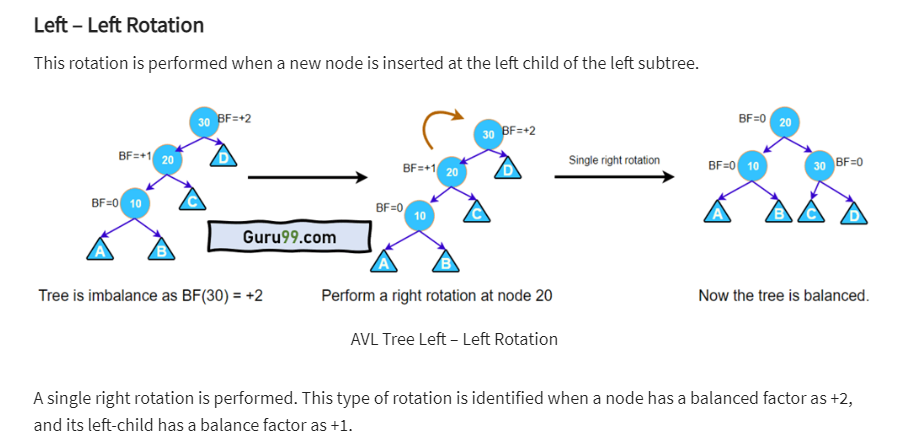 Left – Left Rotation
This rotation is performed when a new node is inserted at the left child of the left subtree.
30 BF=+2
BF=+1 20
D
BF=0 10
C
A
B
30 BF=+2
BF=+1 20
D
BF=0 10
C
A
B
Single right rotation
BF=0 20
BF=0 10
30 BF=0
A
B
C
D
Guru99.com
Tree is imbalance as BF(30) = +2
Perform a right rotation at node 20
Now the tree is balanced.
AVL Tree Left – Left Rotation
A single right rotation is performed. This type of rotation is identified when a node has a balanced factor as +2,
and its left-child has a balance factor as +1.